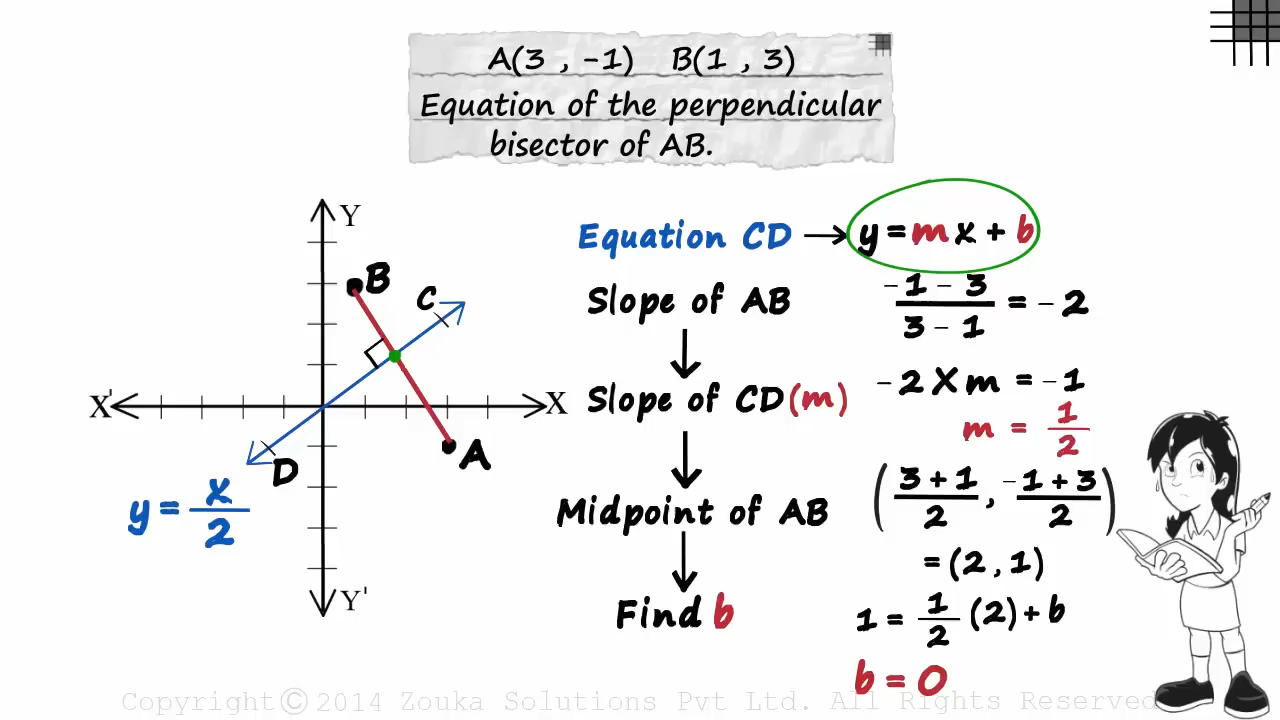 A(3 , -1) B(1 , 3)
Equation of the perpendicular
bisector of AB.
Y
B
C
X'
X
A
D
y = x/2
Y'
Equation CD → y = mx + b
Slope of AB
(-1 - 3)/(3 - 1) = -2
Slope of CD(m)
-2 X m = -1
m = 1/2
Midpoint of AB
((3 + 1)/2 , (-1 + 3)/2)
= (2 , 1)
Find b
1 = 1/2 (2) + b
b = 0
Copyright© 2014 Zouka Solutions Pvt Ltd. All Rights Reserved